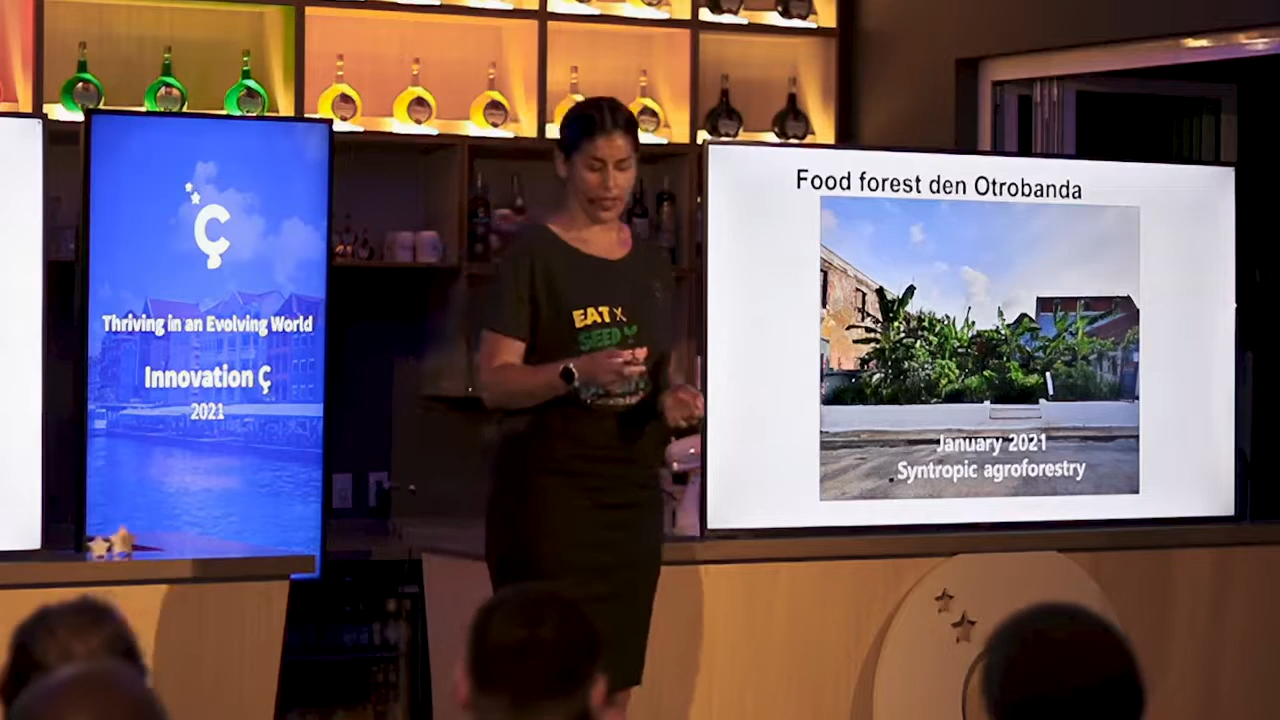 Ç
Thriving in an Evolving World
Innovation Ç
2021
EAT
SEED
Food forest den Otrobanda
January 2021
Syntropic agroforestry